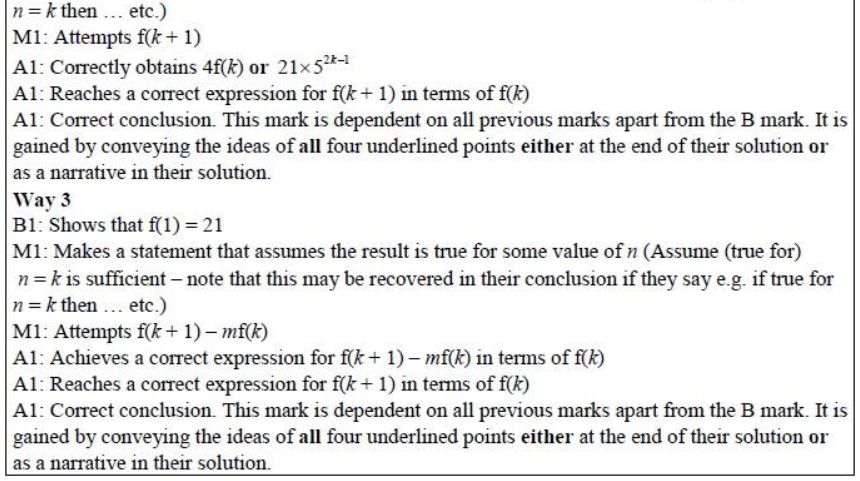 n = k then … etc.)
M1: Attempts f(k + 1)
A1: Correctly obtains 4f(k) or 21×5^{2k–1}
A1: Reaches a correct expression for f(k + 1) in terms of f(k)
A1: Correct conclusion. This mark is dependent on all previous marks apart from the B mark. It is
gained by conveying the ideas of all four underlined points either at the end of their solution or
as a narrative in their solution.
Way 3
B1: Shows that f(1) = 21
M1: Makes a statement that assumes the result is true for some value of n (Assume (true for)
n = k is sufficient – note that this may be recovered in their conclusion if they say e.g. if true for
n = k then … etc.)
M1: Attempts f(k + 1) – mf(k)
A1: Achieves a correct expression for f(k + 1) – mf(k) in terms of f(k)
A1: Reaches a correct expression for f(k + 1) in terms of f(k)
A1: Correct conclusion. This mark is dependent on all previous marks apart from the B mark. It is
gained by conveying the ideas of all four underlined points either at the end of their solution or
as a narrative in their solution.